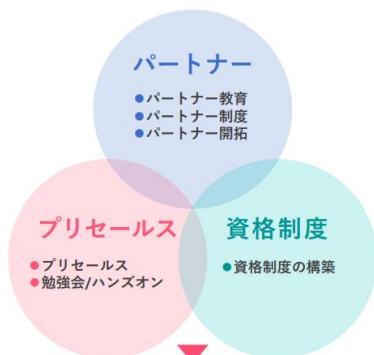 パートナー
●パートナー教育
●パートナー制度
●パートナー開拓
プリセールス
●プリセールス
●勉強会/ハンズオン
資格制度
●資格制度の構築